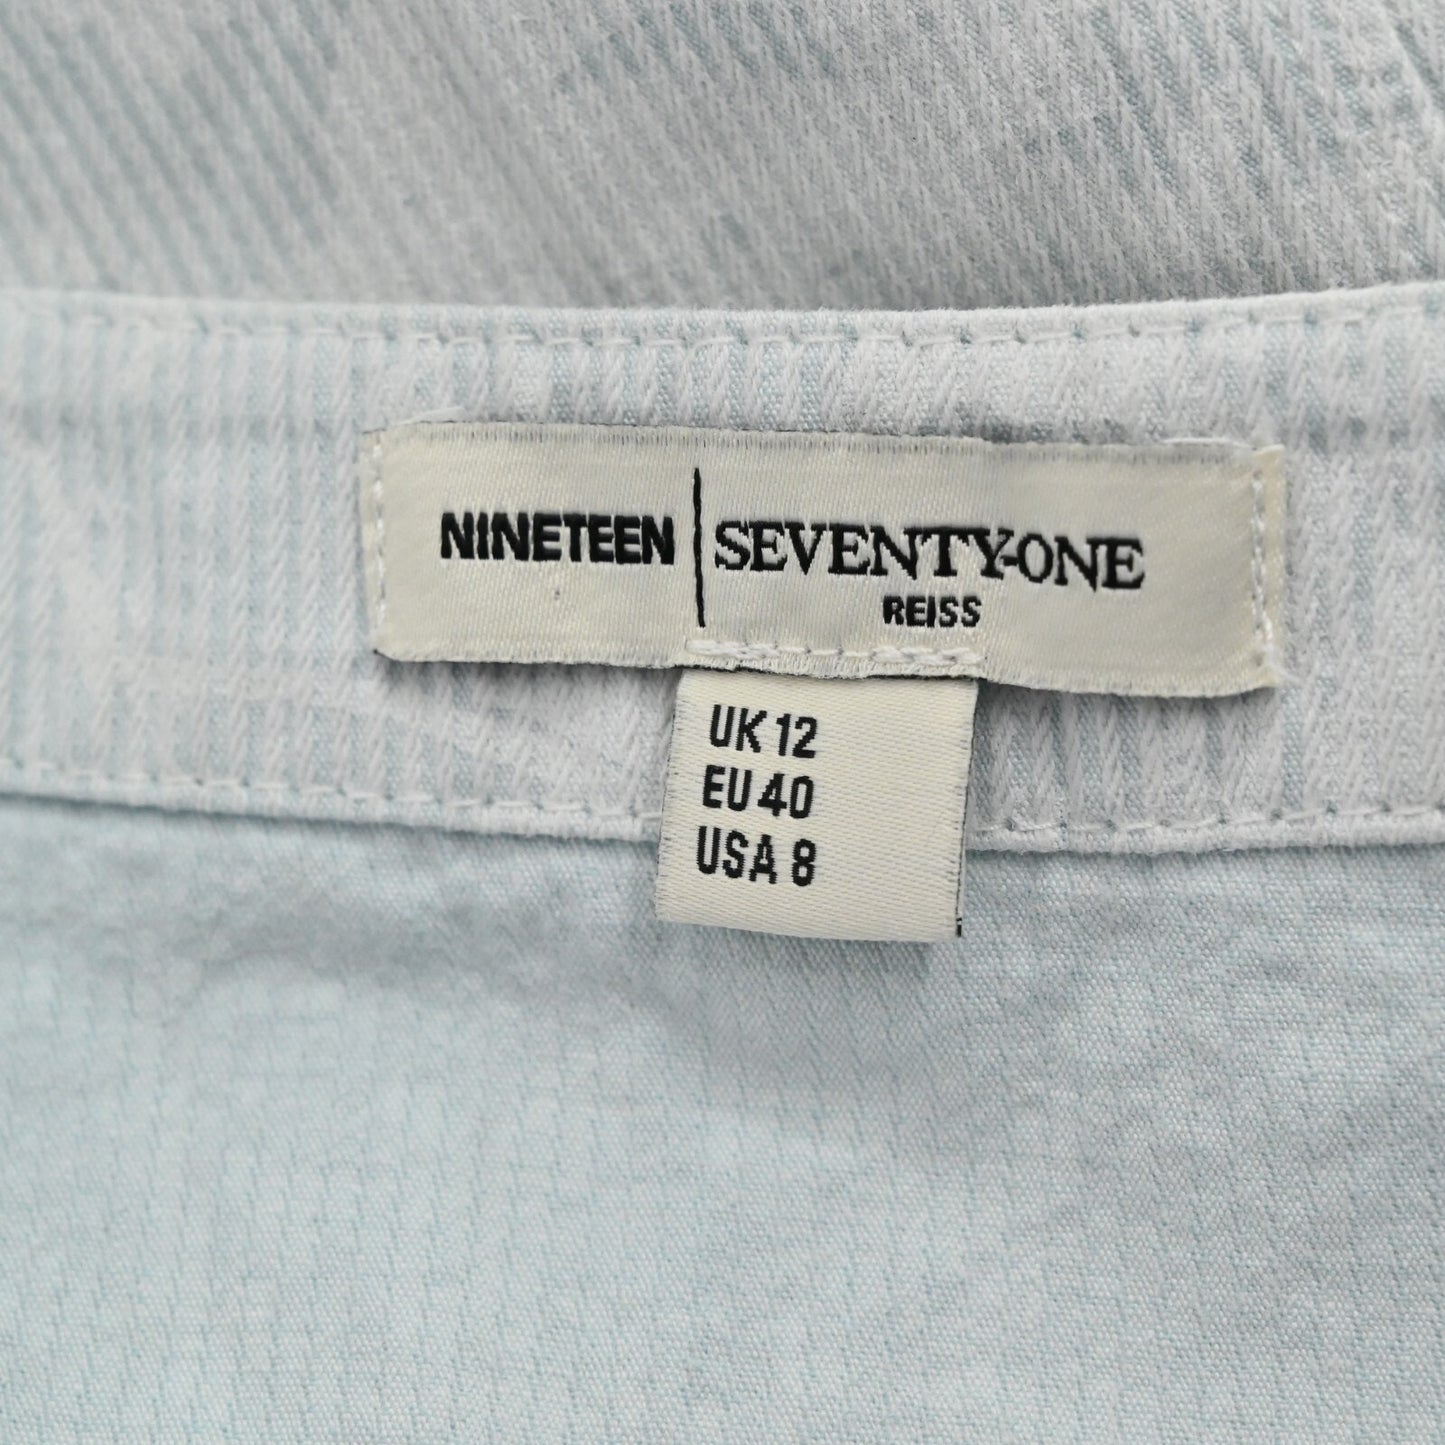 NINETEEN | SEVENTY-ONE
REISS
UK 12
EU 40
USA 8